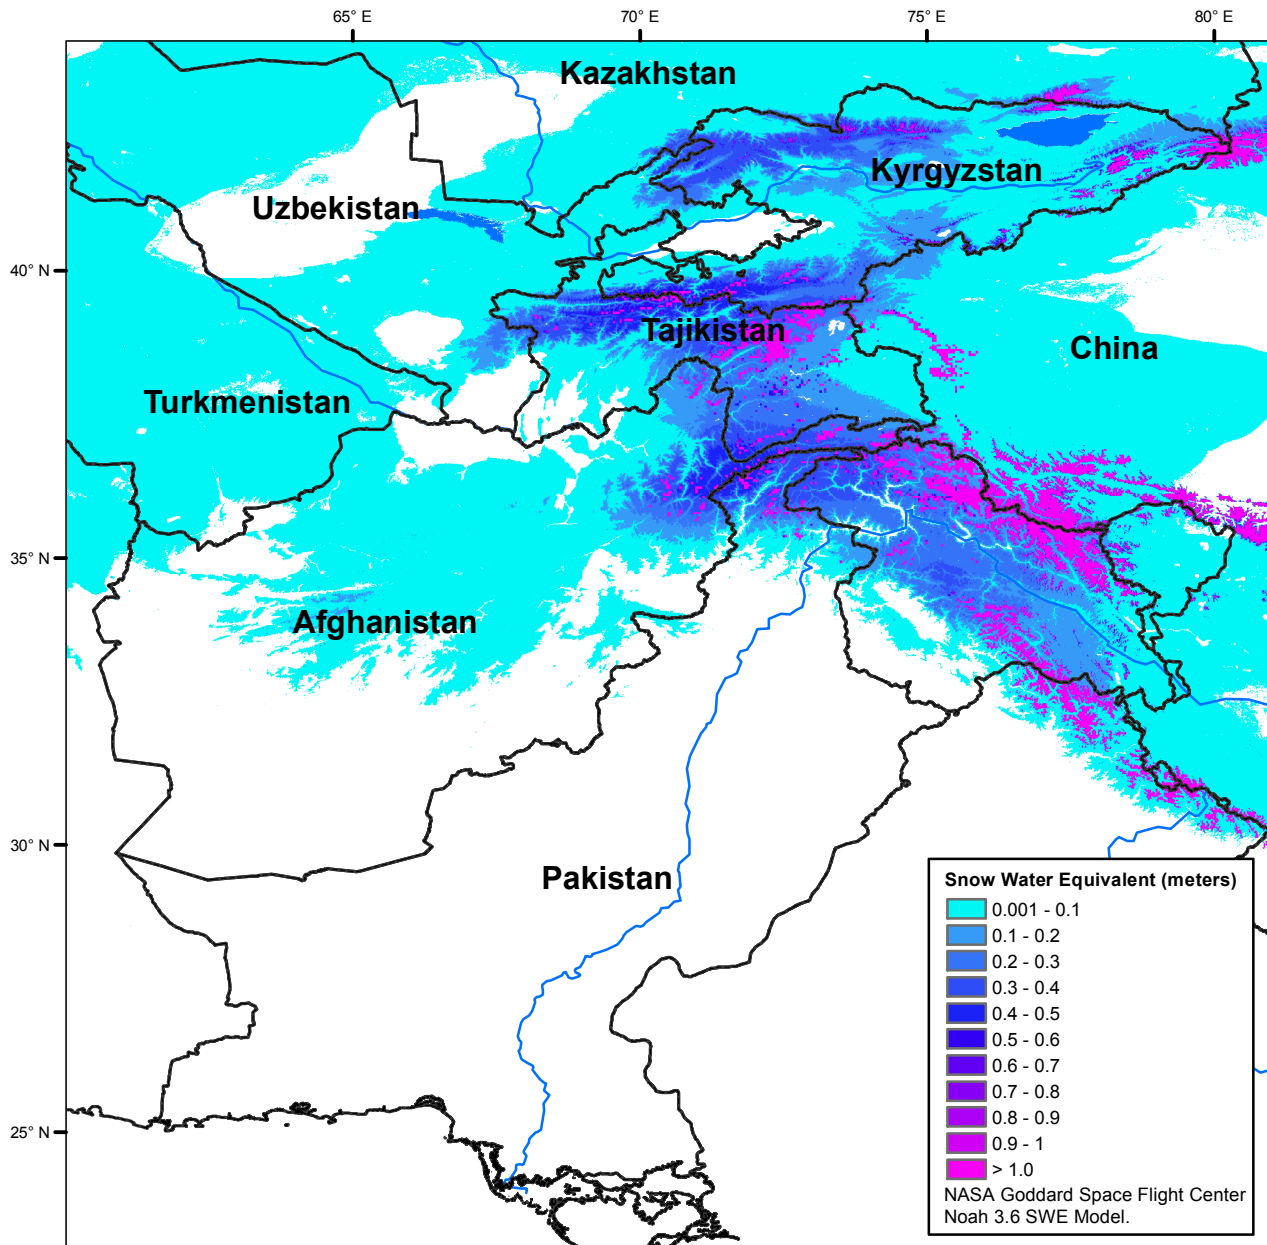 65° E
70° E
75° E
80° E
Kazakhstan
Kyrgyzstan
Uzbekistan
40° N
Tajikistan
China
Turkmenistan
35° N
Afghanistan
30° N
Pakistan
25° N
Snow Water Equivalent (meters)
0.001 - 0.1
0.1 - 0.2
0.2 - 0.3
0.3 - 0.4
0.4 - 0.5
0.5 - 0.6
0.6 - 0.7
0.7 - 0.8
0.8 - 0.9
0.9 - 1
> 1.0
NASA Goddard Space Flight Center
Noah 3.6 SWE Model.